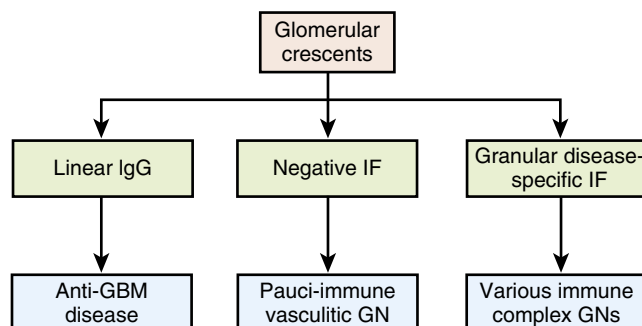 Glomerular
crescents
Linear IgG
Negative IF
Granular disease-
specific IF
Anti-GBM
disease
Pauci-immune
vasculitic GN
Various immune
complex GNs